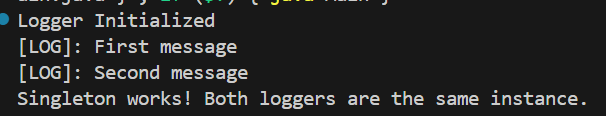 Logger Initialized
[LOG]: First message
[LOG]: Second message
Singleton works! Both loggers are the same instance.